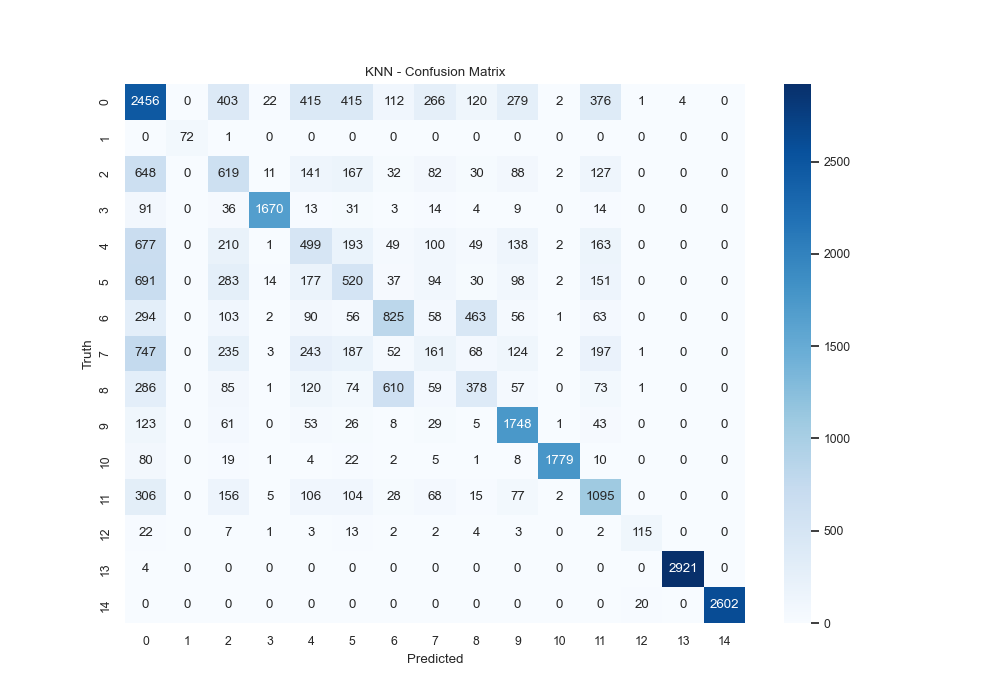 KNN - Confusion Matrix
0 2456 0 403 22 415 415 112 266 120 279 2 376 1 4 0
1 0 72 1 0 0 0 0 0 0 0 0 0 0 0 0
2 648 0 619 11 141 167 32 82 30 88 2 127 0 0 0
3 91 0 36 1670 13 31 3 14 4 9 0 14 0 0 0
4 677 0 210 1 499 193 49 100 49 138 2 163 0 0 0
5 691 0 283 14 177 520 37 94 30 98 2 151 0 0 0
6 294 0 103 2 90 56 825 58 463 56 1 63 0 0 0
7 747 0 235 3 243 187 52 161 68 124 2 197 1 0 0
8 286 0 85 1 120 74 610 59 378 57 0 73 1 0 0
9 123 0 61 0 53 26 8 29 5 1748 1 43 0 0 0
10 80 0 19 1 4 22 2 5 1 8 1779 10 0 0 0
11 306 0 156 5 106 104 28 68 15 77 2 1095 0 0 0
12 22 0 7 1 3 13 2 2 4 3 0 2 115 0 0
13 4 0 0 0 0 0 0 0 0 0 0 0 0 2921 0
14 0 0 0 0 0 0 0 0 0 0 0 0 20 0 2602
0 1 2 3 4 5 6 7 8 9 10 11 12 13 14
Predicted
Truth
2500
2000
1500
1000
500
0